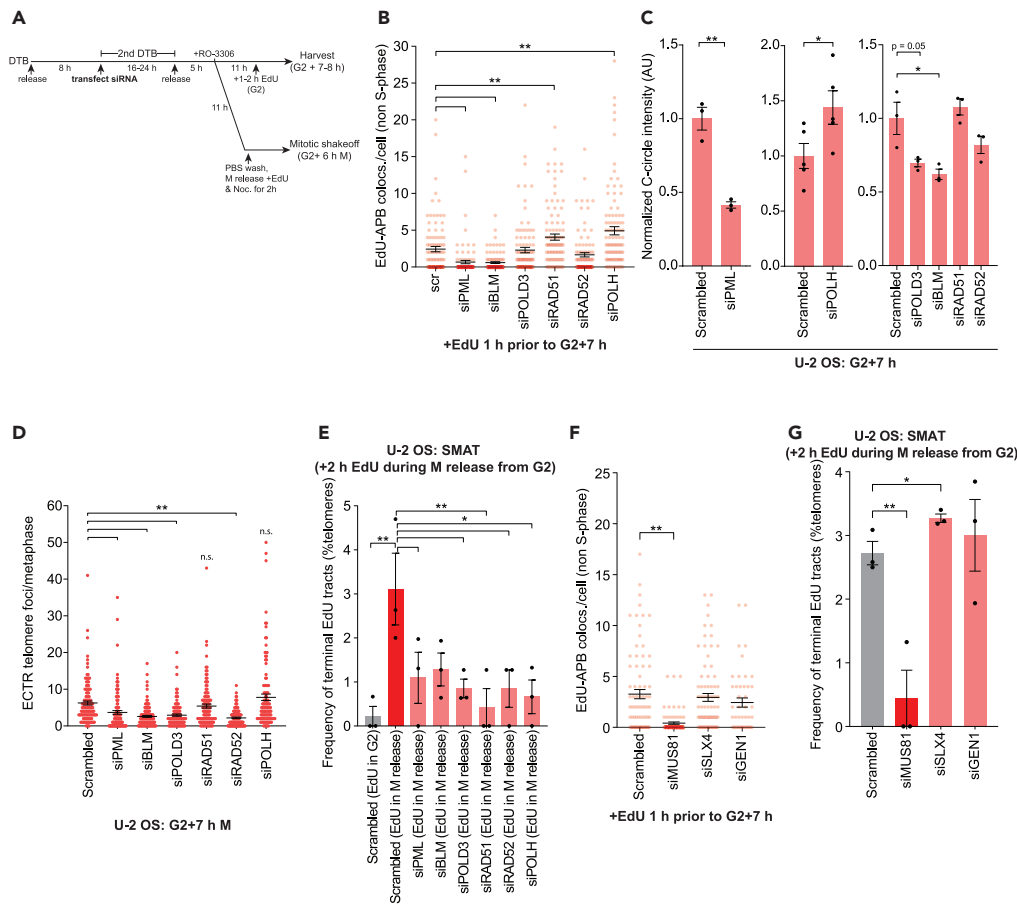 A
DTB
release
8 h
2nd DTB
transfect siRNA
16-24 h
release
5 h
+RO-3306
11 h
+1-2 h EdU
(G2)
Harvest
(G2 + 7-8 h)
11 h
Mitotic shakeoff
(G2+ 6 h M)
PBS wash,
M release +EdU
& Noc. for 2h
B
EdU-APB colocs./cell (non S-phase)
30
25
20
15
10
5
0
**
**
**
scr
siPML
siBLM
siPOLD3
siRAD51
siRAD52
siPOLH
+EdU 1 h prior to G2+7 h
C
Normalized C-circle intensity (AU)
1.5
1.0
0.5
0.0
**
Scrambled
siPML
2.0
1.5
1.0
0.5
0.0
*
Scrambled
siPOLH
1.5
1.0
0.5
0.0
p = 0.05
*
Scrambled
siPOLD3
siBLM
siRAD51
siRAD52
U-2 OS: G2+7 h
D
ECTR telomere foci/metaphase
60
50
40
30
20
10
0
**
n.s.
n.s.
Scrambled
siPML
siBLM
siPOLD3
siRAD51
siRAD52
siPOLH
U-2 OS: G2+7 h M
E
U-2 OS: SMAT
(+2 h EdU during M release from G2)
Frequency of terminal EdU tracts (%telomeres)
5
4
3
2
1
0
**
**
*
Scrambled (EdU in G2)
Scrambled (EdU in M release)
siPML (EdU in M release)
siBLM (EdU in M release)
siPOLD3 (EdU in M release)
siRAD51 (EdU in M release)
siRAD52 (EdU in M release)
siPOLH (EdU in M release)
F
EdU-APB colocs./cell (non S-phase)
25
20
15
10
5
0
**
Scrambled
siMUS81
siSLX4
siGEN1
+EdU 1 h prior to G2+7 h
G
U-2 OS: SMAT
(+2 h EdU during M release from G2)
Frequency of terminal EdU tracts (%telomeres)
4
3
2
1
0
*
**
Scrambled
siMUS81
siSLX4
siGEN1